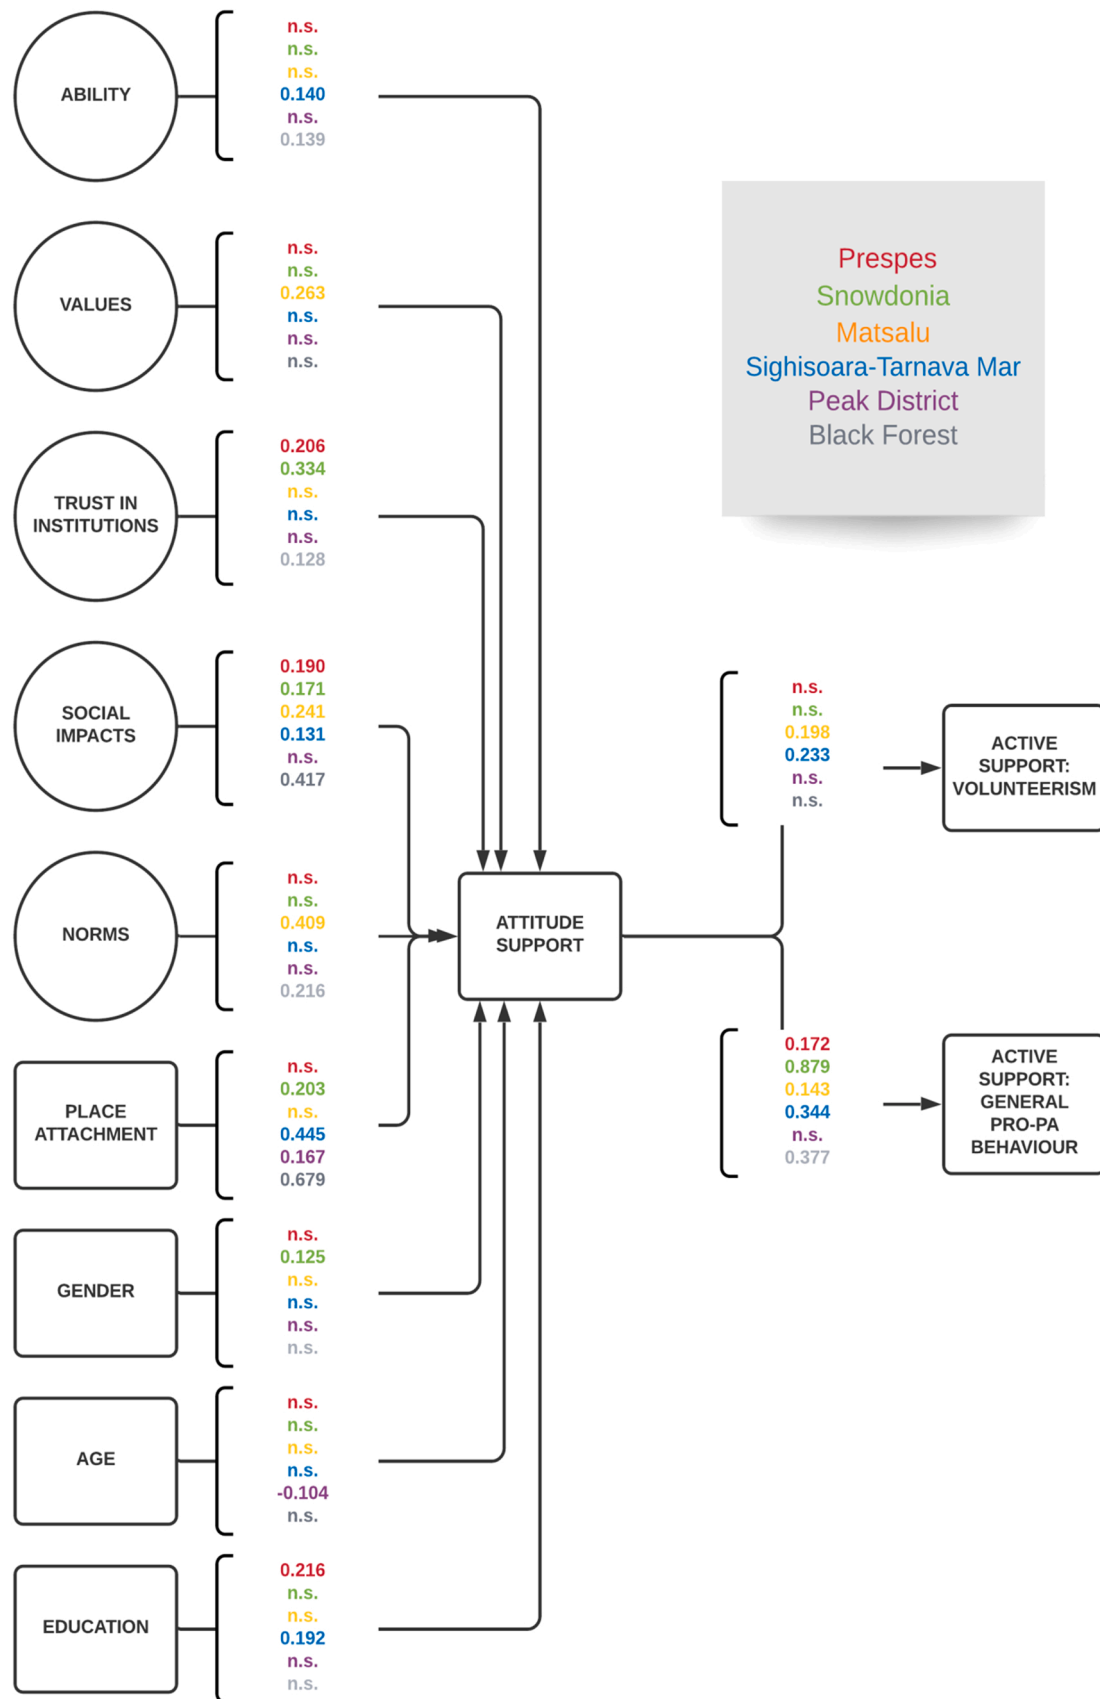 ABILITY
n.s.
n.s.
n.s.
0.140
n.s.
0.139
VALUES
n.s.
n.s.
0.263
n.s.
n.s.
n.s.
TRUST IN
INSTITUTIONS
0.206
0.334
n.s.
n.s.
n.s.
0.128
SOCIAL
IMPACTS
0.190
0.171
0.241
0.131
n.s.
0.417
NORMS
n.s.
n.s.
0.409
n.s.
n.s.
0.216
PLACE
ATTACHMENT
n.s.
0.203
n.s.
0.445
0.167
0.679
GENDER
n.s.
0.125
n.s.
n.s.
n.s.
n.s.
AGE
n.s.
n.s.
n.s.
n.s.
-0.104
n.s.
EDUCATION
0.216
n.s.
n.s.
0.192
n.s.
n.s.
ATTITUDE
SUPPORT
Prespes
Snowdonia
Matsalu
Sighisoara-Tarnava Mar
Peak District
Black Forest
n.s.
n.s.
0.198
0.233
n.s.
n.s.
ACTIVE
SUPPORT:
VOLUNTEERISM
0.172
0.879
0.143
0.344
n.s.
0.377
ACTIVE
SUPPORT:
GENERAL
PRO-PA
BEHAVIOUR